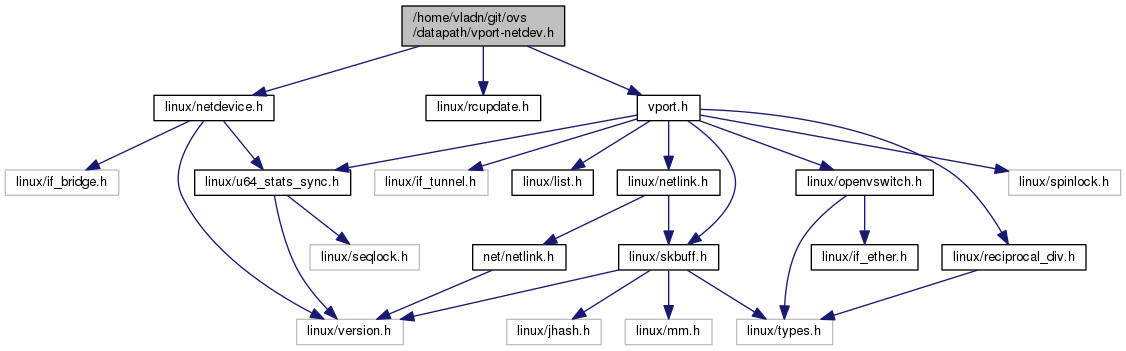 /home/vladn/git/ovs
/datapath/vport-netdev.h
linux/netdevice.h
linux/rcupdate.h
vport.h
linux/if_bridge.h
linux/u64_stats_sync.h
linux/if_tunnel.h
linux/list.h
linux/netlink.h
linux/openvswitch.h
linux/spinlock.h
linux/seqlock.h
net/netlink.h
linux/skbuff.h
linux/if_ether.h
linux/reciprocal_div.h
linux/version.h
linux/jhash.h
linux/mm.h
linux/types.h